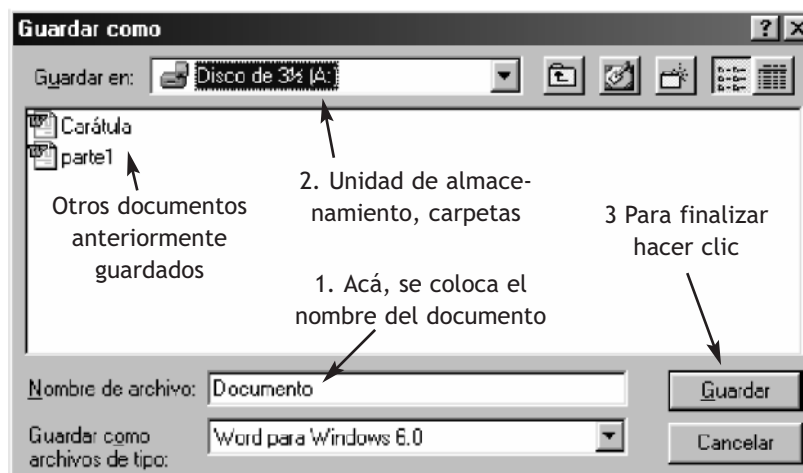 Guardar como
Guardar en: Disco de 3½ (A:)
Carátula
parte1
Otros documentos
anteriormente
guardados
2. Unidad de almace-
namiento, carpetas
3 Para finalizar
hacer clic
1. Acá, se coloca el
nombre del documento
Nombre de archivo: Documento
Guardar
Guardar como
archivos de tipo:
Word para Windows 6.0
Cancelar